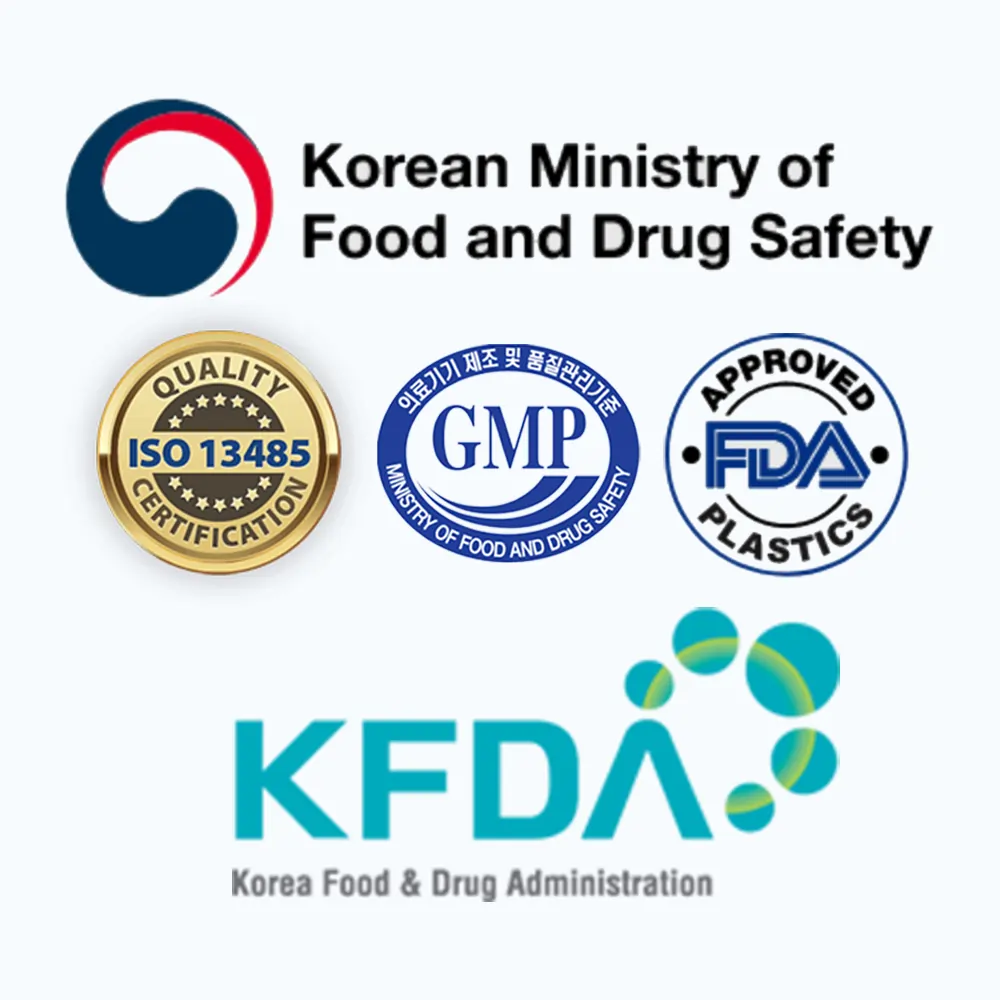 Korean Ministry of
Food and Drug Safety
QUALITY
ISO 13485
CERTIFICATION
의료기기 제조 및 품질관리기준
GMP
MINISTRY OF FOOD AND DRUG SAFETY
APPROVED
FDA
PLASTICS
KFDA
Korea Food & Drug Administration